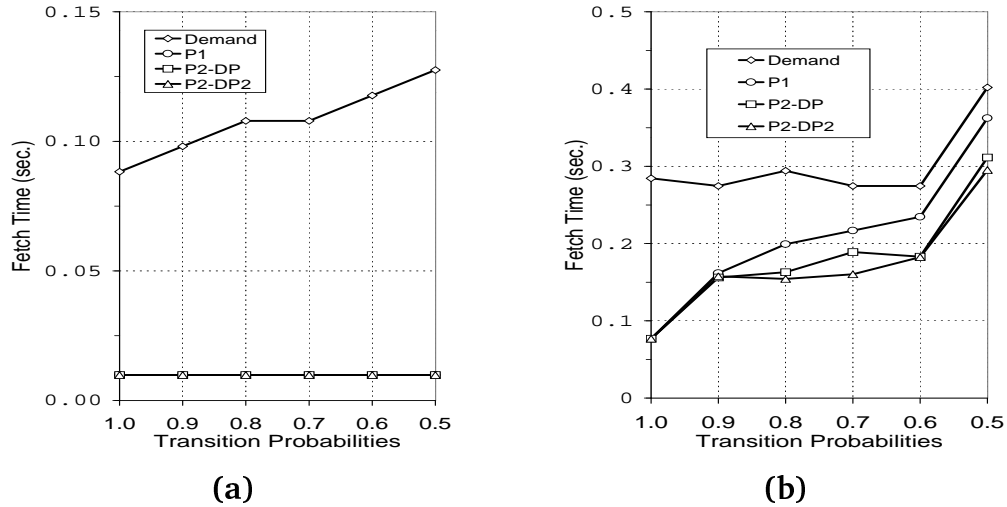 0.15
0.10
0.05
0.00
Fetch Time (sec.)
Demand
P1
P2-DP
P2-DP2
1.0 0.9 0.8 0.7 0.6 0.5
Transition Probabilities
(a)
0.5
0.4
0.3
0.2
0.1
0
Fetch Time (sec.)
Demand
P1
P2-DP
P2-DP2
1.0 0.9 0.8 0.7 0.6 0.5
Transition Probabilities
(b)